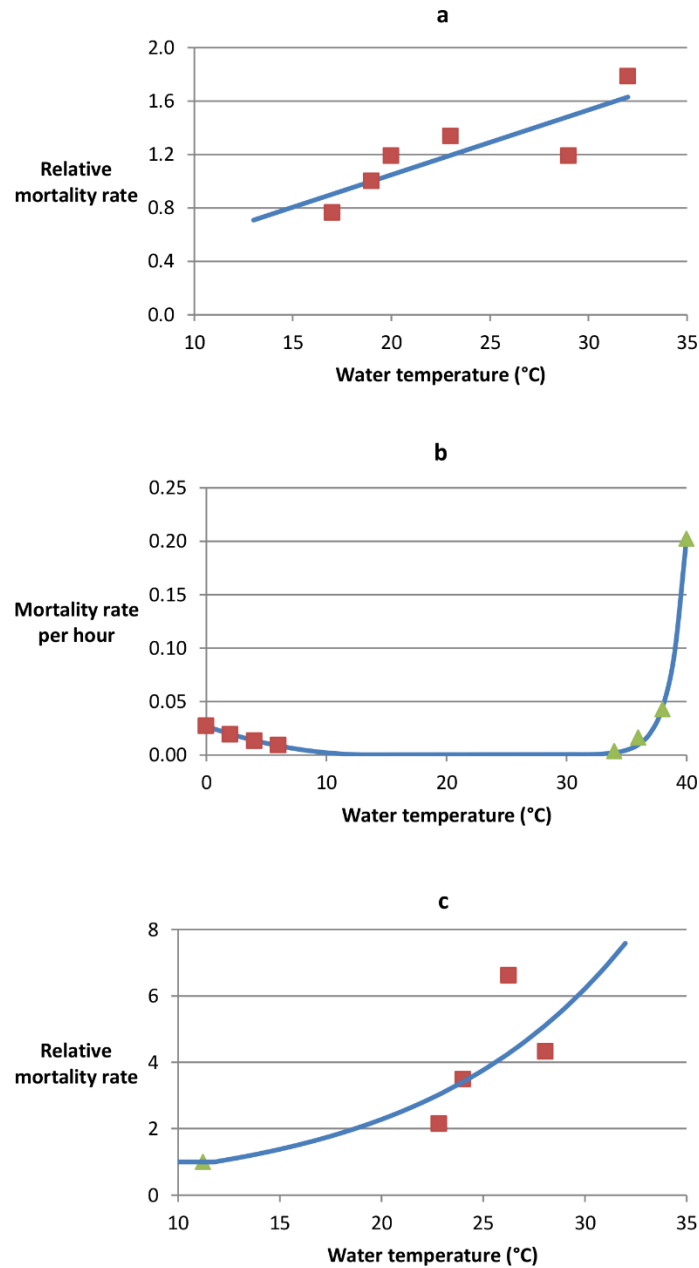 a
2.0
1.6
1.2
0.8
0.4
0.0
Relative
mortality rate
10 15 20 25 30 35
Water temperature (°C)
b
0.25
0.20
0.15
0.10
0.05
0.00
Mortality rate
per hour
0 10 20 30 40
Water temperature (°C)
c
8
6
4
2
0
Relative
mortality rate
10 15 20 25 30 35
Water temperature (°C)